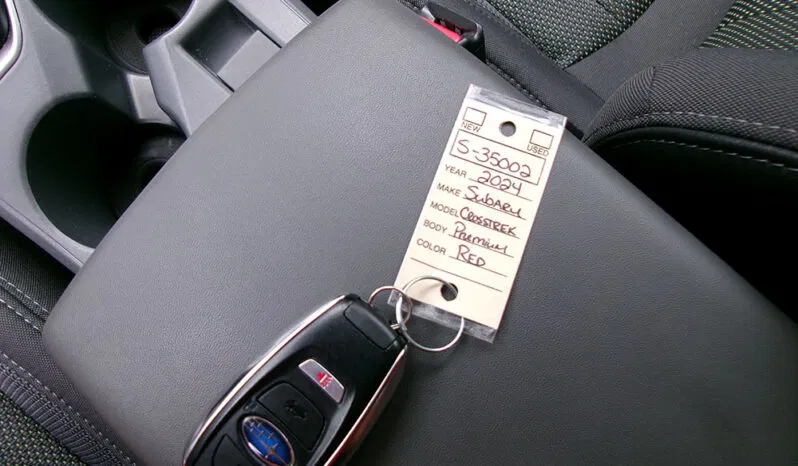 NEW USED
S-35002
YEAR 2024
MAKE SUBARU
MODEL CROSSTREK
BODY Premium
COLOR RED